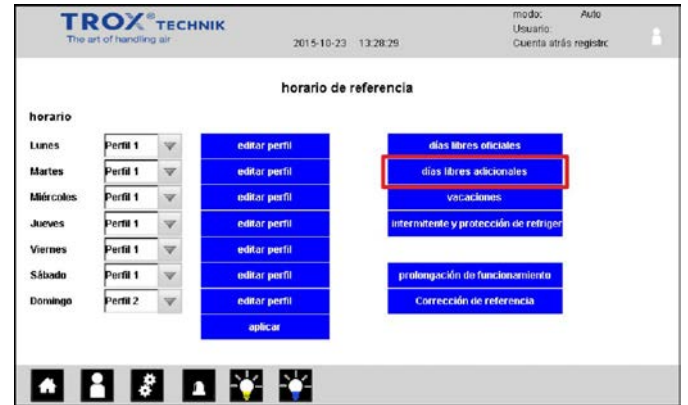 TROX® TECHNIK
The art of handling air
2015-10-23 13:28:29
modo: Auto
Usuario:
Cuenta atrás registrc
horario de referencia
horario
Lunes Perfil 1 editar perfil días libres oficiales
Martes Perfil 1 editar perfil días libres adicionales
Miércoles Perfil 1 editar perfil vacaciones
Jueves Perfil 1 editar perfil intermitente y protección de refriger
Viernes Perfil 1 editar perfil
Sábado Perfil 1 editar perfil prolongación de funcionamiento
Domingo Perfil 2 editar perfil Corrección de referencia
aplicar